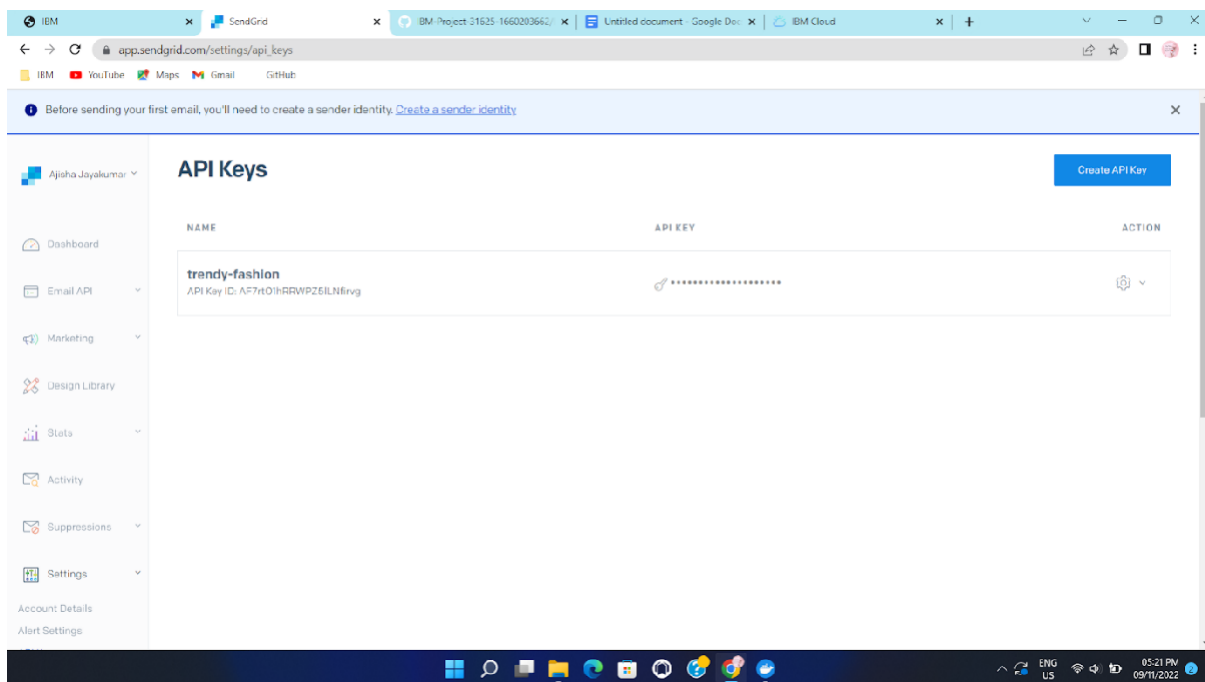 IBM
SendGrid
BM-Project-31625-1660203662/
Untitled document - Google Doc
IBM Cloud
app.sendgrid.com/settings/api_keys
IBM YouTube Maps Gmail GitHub
Before sending your first email, you'll need to create a sender identity. Create a sender identity
Ajisha Jayakumar
API Keys
Create API Key
NAME API KEY ACTION
Dashboard
trendy-fashion
API Key ID:
••••••••••••••••••••
Email API
Marketing
Design Library
Stats
Activity
Suppressions
Settings
Account Details
Alert Settings
ENG
US
05:21 PM
09/11/2022
2